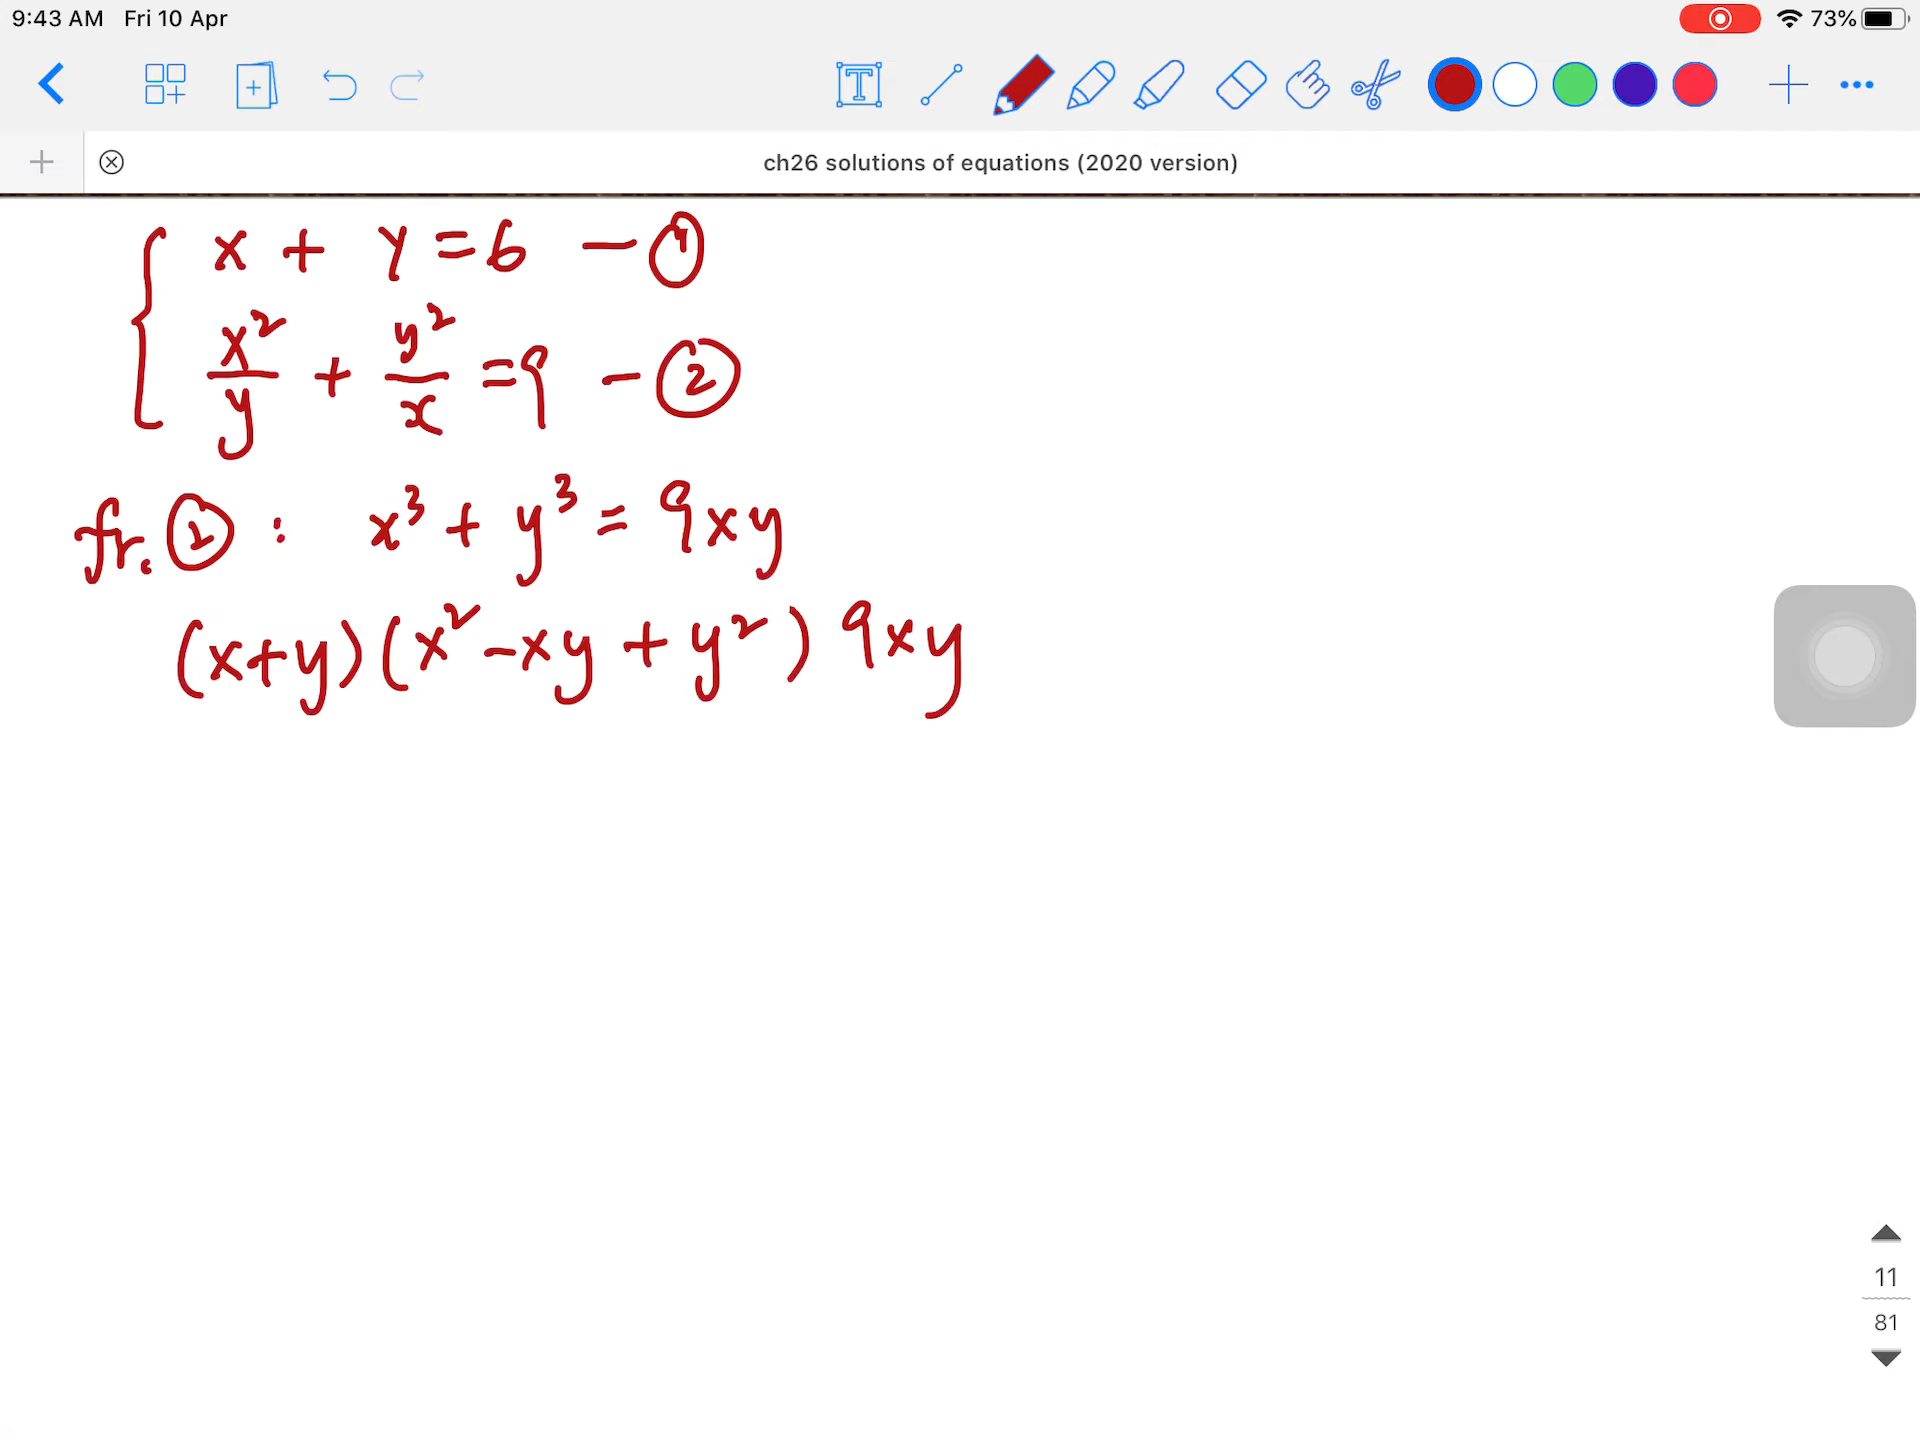 9:43 AM Fri 10 Apr 73%
T
ch26 solutions of equations (2020 version)
x + y = 6 — ①
x²/y + y²/x = 9 — ②
fr. ② : x³ + y³ = 9xy
(x+y)(x² - xy + y²) 9xy
11
81